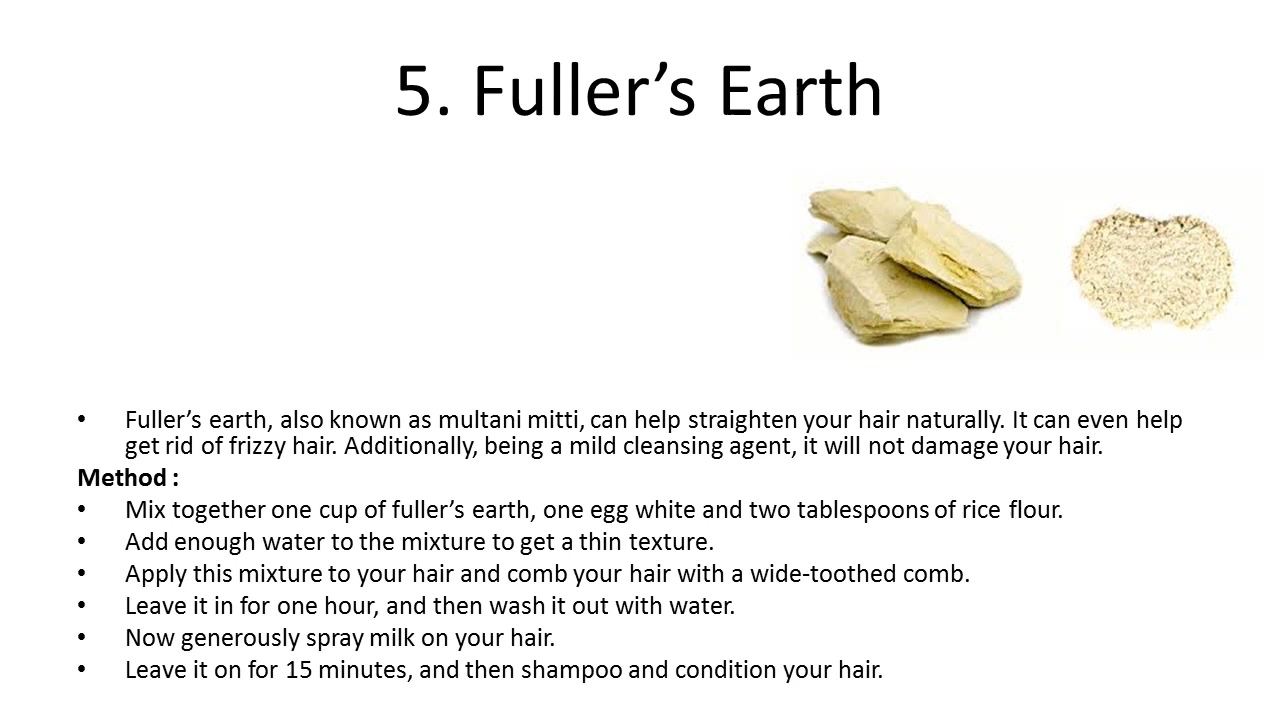 5. Fuller’s Earth
• Fuller’s earth, also known as multani mitti, can help straighten your hair naturally. It can even help
get rid of frizzy hair. Additionally, being a mild cleansing agent, it will not damage your hair.
Method :
• Mix together one cup of fuller’s earth, one egg white and two tablespoons of rice flour.
• Add enough water to the mixture to get a thin texture.
• Apply this mixture to your hair and comb your hair with a wide-toothed comb.
• Leave it in for one hour, and then wash it out with water.
• Now generously spray milk on your hair.
• Leave it on for 15 minutes, and then shampoo and condition your hair.